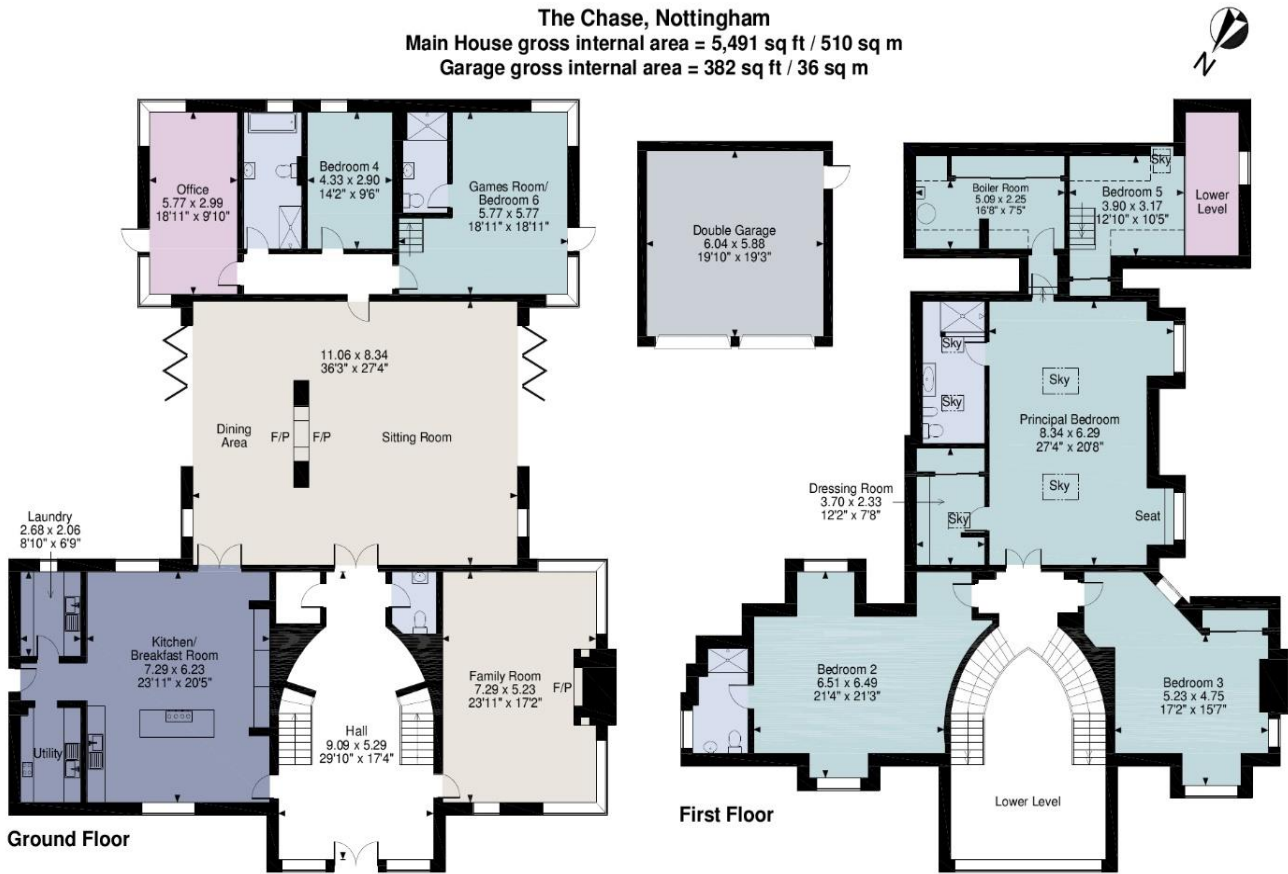 The Chase, Nottingham
Main House gross internal area = 5,491 sq ft / 510 sq m
Garage gross internal area = 382 sq ft / 36 sq m
N
Office
5.77 x 2.99
18'11" x 9'10"
Bedroom 4
4.33 x 2.90
14'2" x 9'6"
Games Room/
Bedroom 6
5.77 x 5.77
18'11" x 18'11"
11.06 x 8.34
36'3" x 27'4"
Dining
Area
F/P
F/P
Sitting Room
Laundry
2.68 x 2.06
8'10" x 6'9"
Kitchen/
Breakfast Room
7.29 x 6.23
23'11" x 20'5"
Utility
Hall
9.09 x 5.29
29'10" x 17'4"
Family Room
7.29 x 5.23
23'11" x 17'2"
F/P
Ground Floor
Double Garage
6.04 x 5.88
19'10" x 19'3"
Boiler Room
5.09 x 2.25
16'8" x 7'5"
Sky
Bedroom 5
3.90 x 3.17
12'10" x 10'5"
Lower
Level
Sky
Sky
Sky
Principal Bedroom
8.34 x 6.29
27'4" x 20'8"
Sky
Seat
Dressing Room
3.70 x 2.33
12'2" x 7'8"
Sky
Bedroom 2
6.51 x 6.49
21'4" x 21'3"
Bedroom 3
5.23 x 4.75
17'2" x 15'7"
Lower Level
First Floor